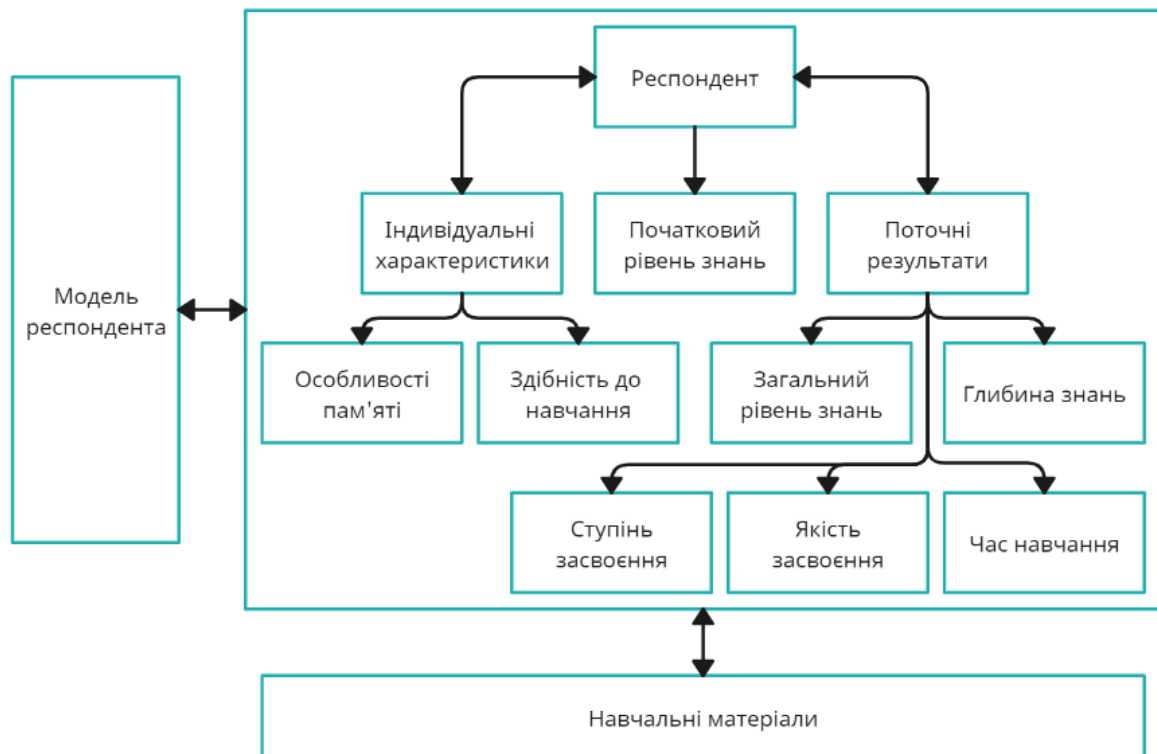 Респондент
Індивідуальні
характеристики
Початковий
рівень знань
Поточні
результати
Модель
респондента
Особливості
пам'яті
Здібність до
навчання
Загальний
рівень знань
Глибина знань
Ступінь
засвоєння
Якість
засвоєння
Час навчання
Навчальні матеріали